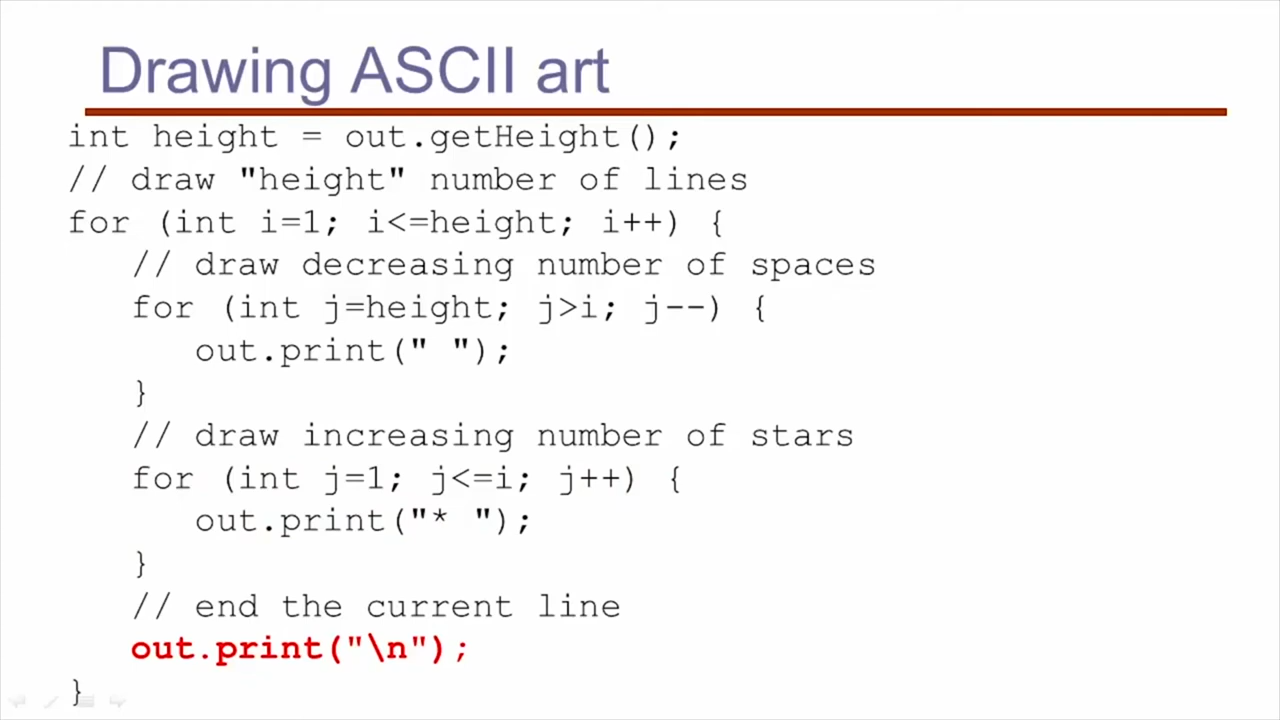 Drawing ASCII art
int height = out.getHeight();
// draw "height" number of lines
for (int i=1; i<=height; i++) {
   // draw decreasing number of spaces
   for (int j=height; j>i; j--) {
      out.print(" ");
   }
   // draw increasing number of stars
   for (int j=1; j<=i; j++) {
      out.print("* ");
   }
   // end the current line
   out.print("\n");
}